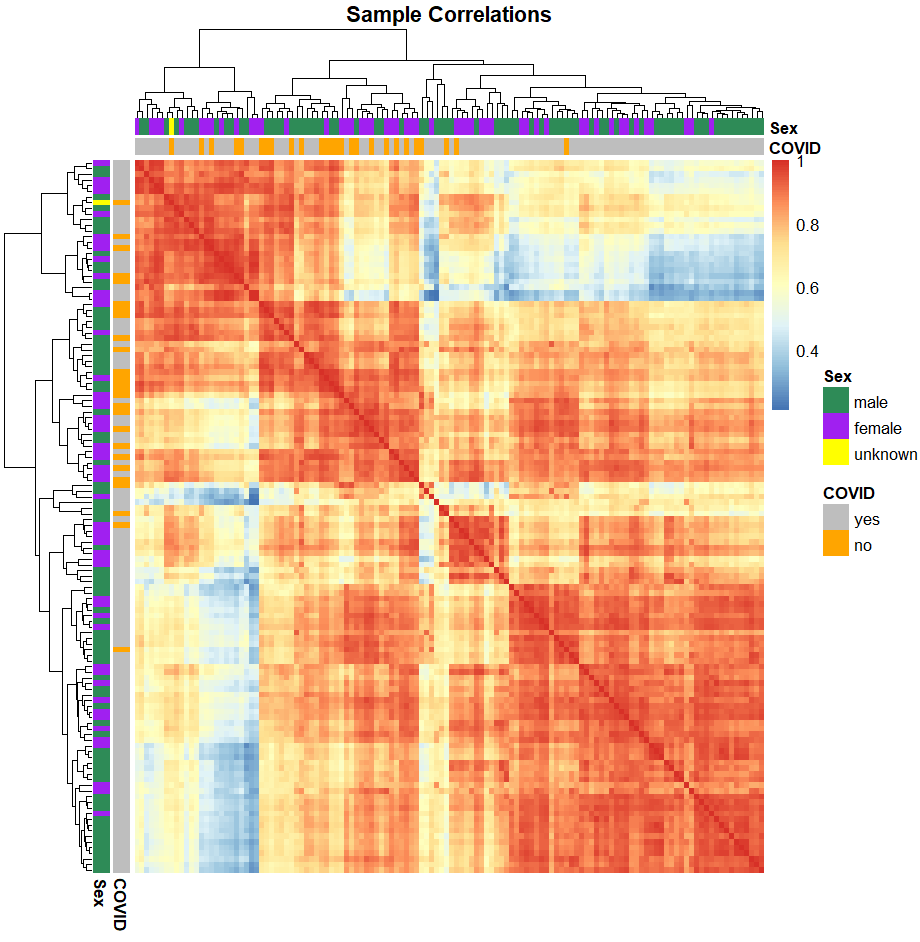 Sample Correlations
Sex
COVID
1
0.8
0.6
0.4
Sex
male
female
unknown
COVID
yes
no
Sex
COVID